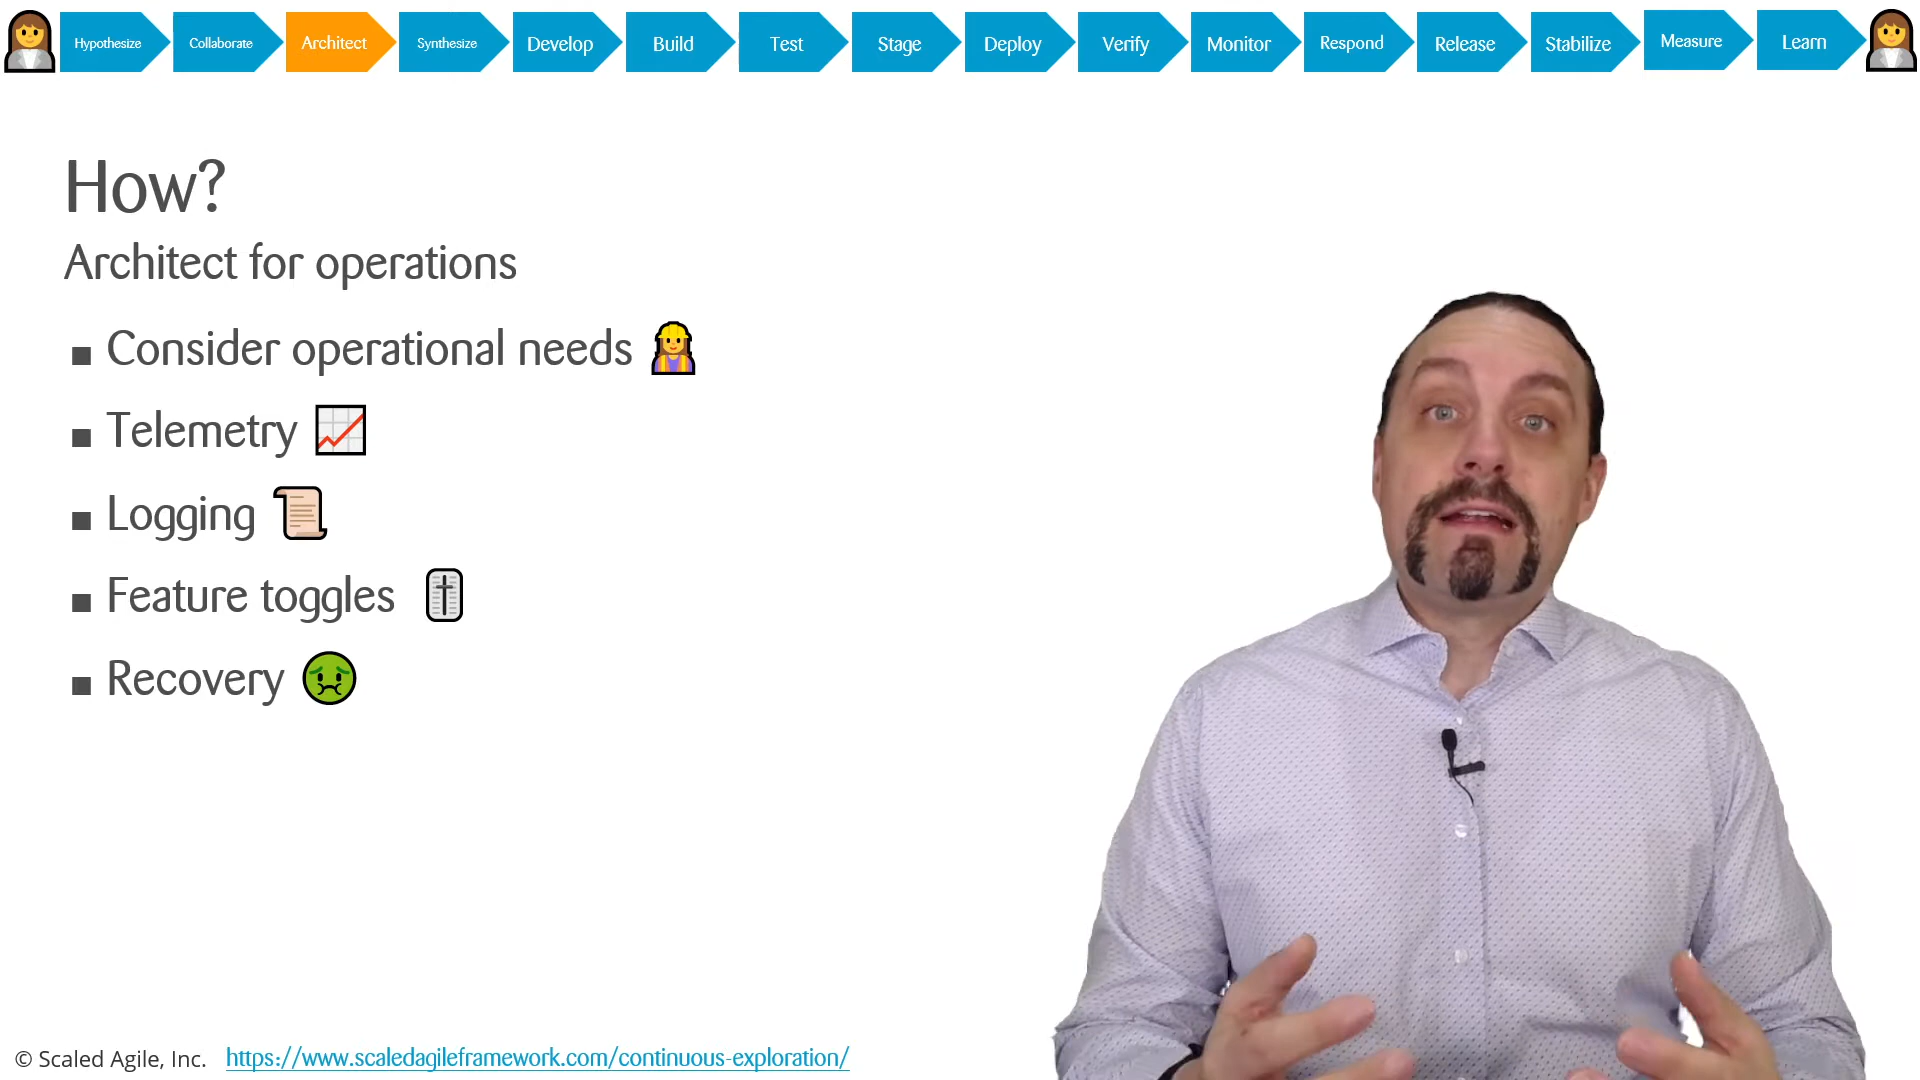 Hypothesize Collaborate Architect Synthesize Develop Build Test Stage Deploy Verify Monitor Respond Release Stabilize Measure Learn
How?
Architect for operations
▪ Consider operational needs
▪ Telemetry
▪ Logging
▪ Feature toggles
▪ Recovery
© Scaled Agile, Inc. https://www.scaledagileframework.com/continuous-exploration/